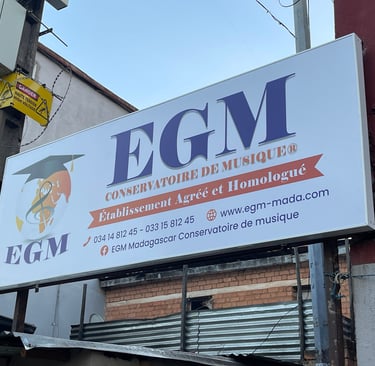 DANGER
EGM
CONSERVATOIRE DE MUSIQUE®
Établissement Agréé et Homologué
034 14 812 45 - 033 15 812 45
www.egm-mada.com
EGM Madagascar Conservatoire de musique
EGM